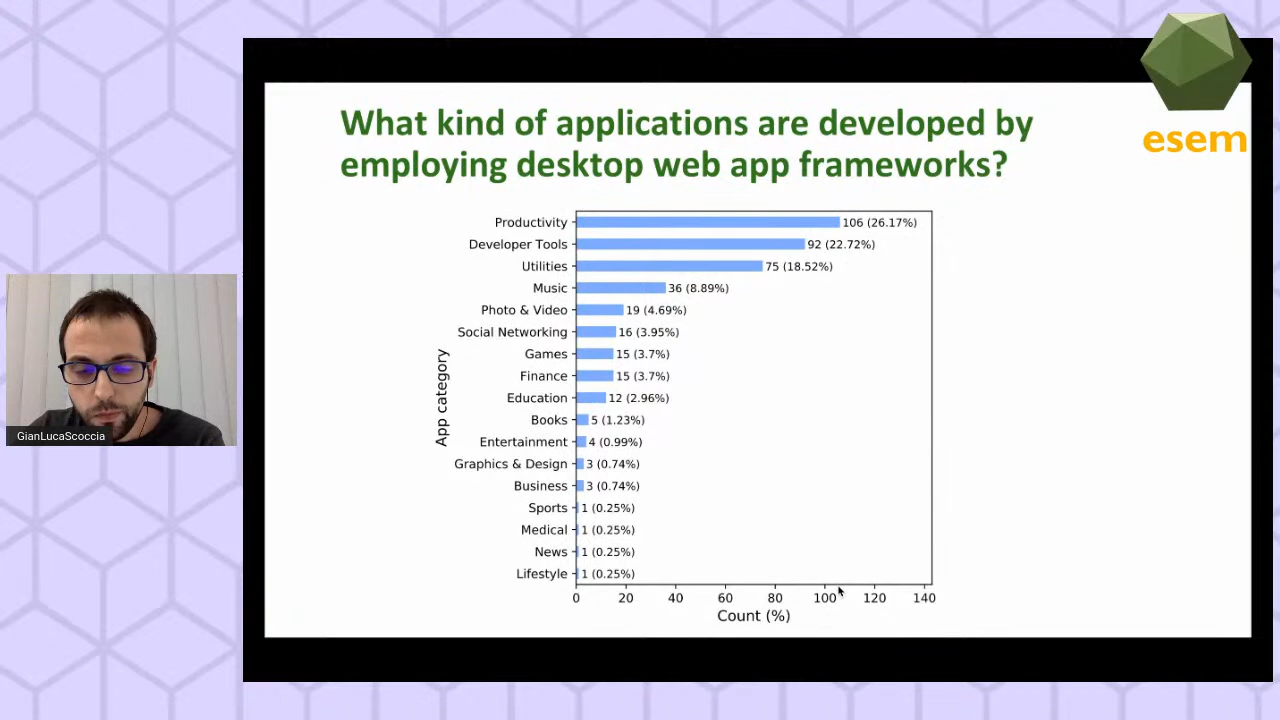 esem
What kind of applications are developed by
employing desktop web app frameworks?
App category
Productivity 106 (26.17%)
Developer Tools 92 (22.72%)
Utilities 75 (18.52%)
Music 36 (8.89%)
Photo & Video 19 (4.69%)
Social Networking 16 (3.95%)
Games 15 (3.7%)
Finance 15 (3.7%)
Education 12 (2.96%)
Books 5 (1.23%)
Entertainment 4 (0.99%)
Graphics & Design 3 (0.74%)
Business 3 (0.74%)
Sports 1 (0.25%)
Medical 1 (0.25%)
News 1 (0.25%)
Lifestyle 1 (0.25%)
0 20 40 60 80 100 120 140
Count (%)
GianLucaScoccia